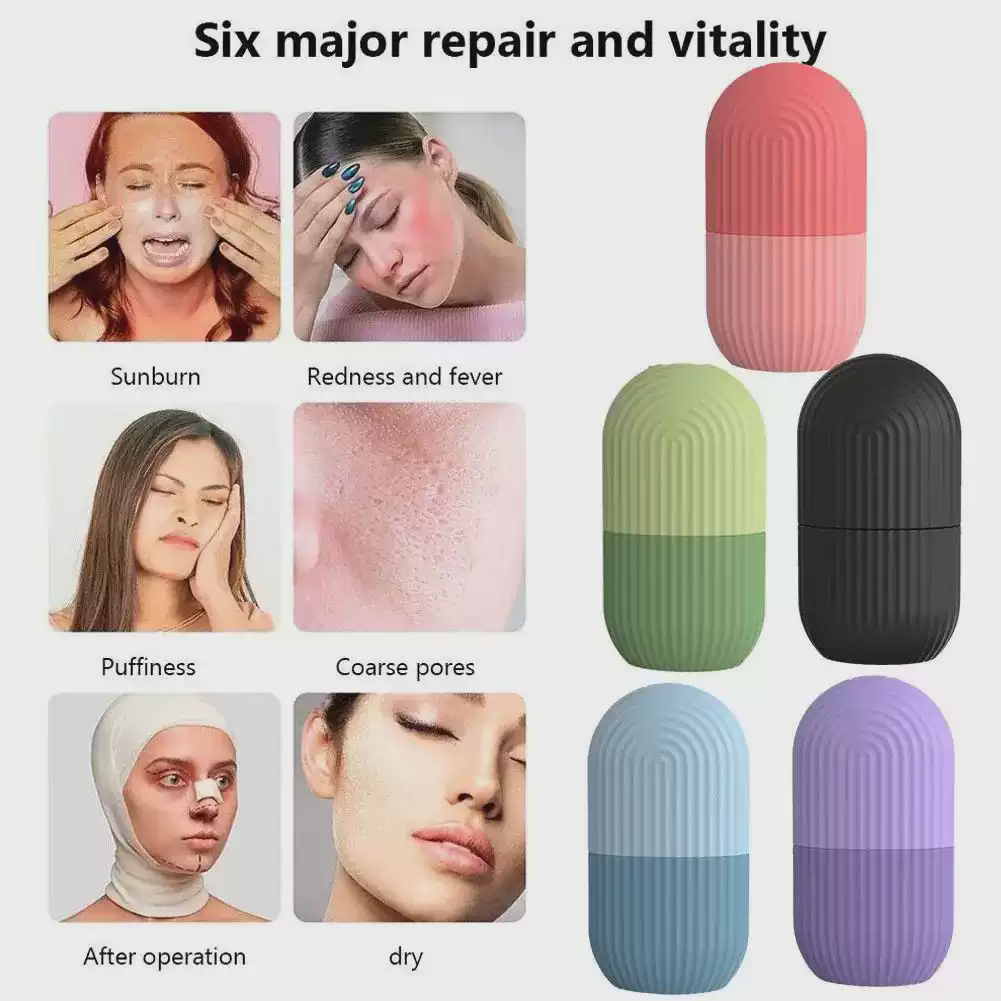 Six major repair and vitality
Sunburn
Redness and fever
Puffiness
Coarse pores
After operation
dry